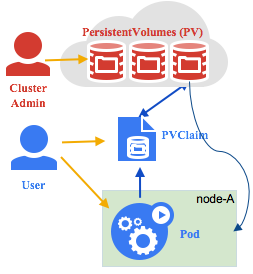 PersistentVolumes (PV)
Cluster
Admin
PVClaim
User
node-A
Pod